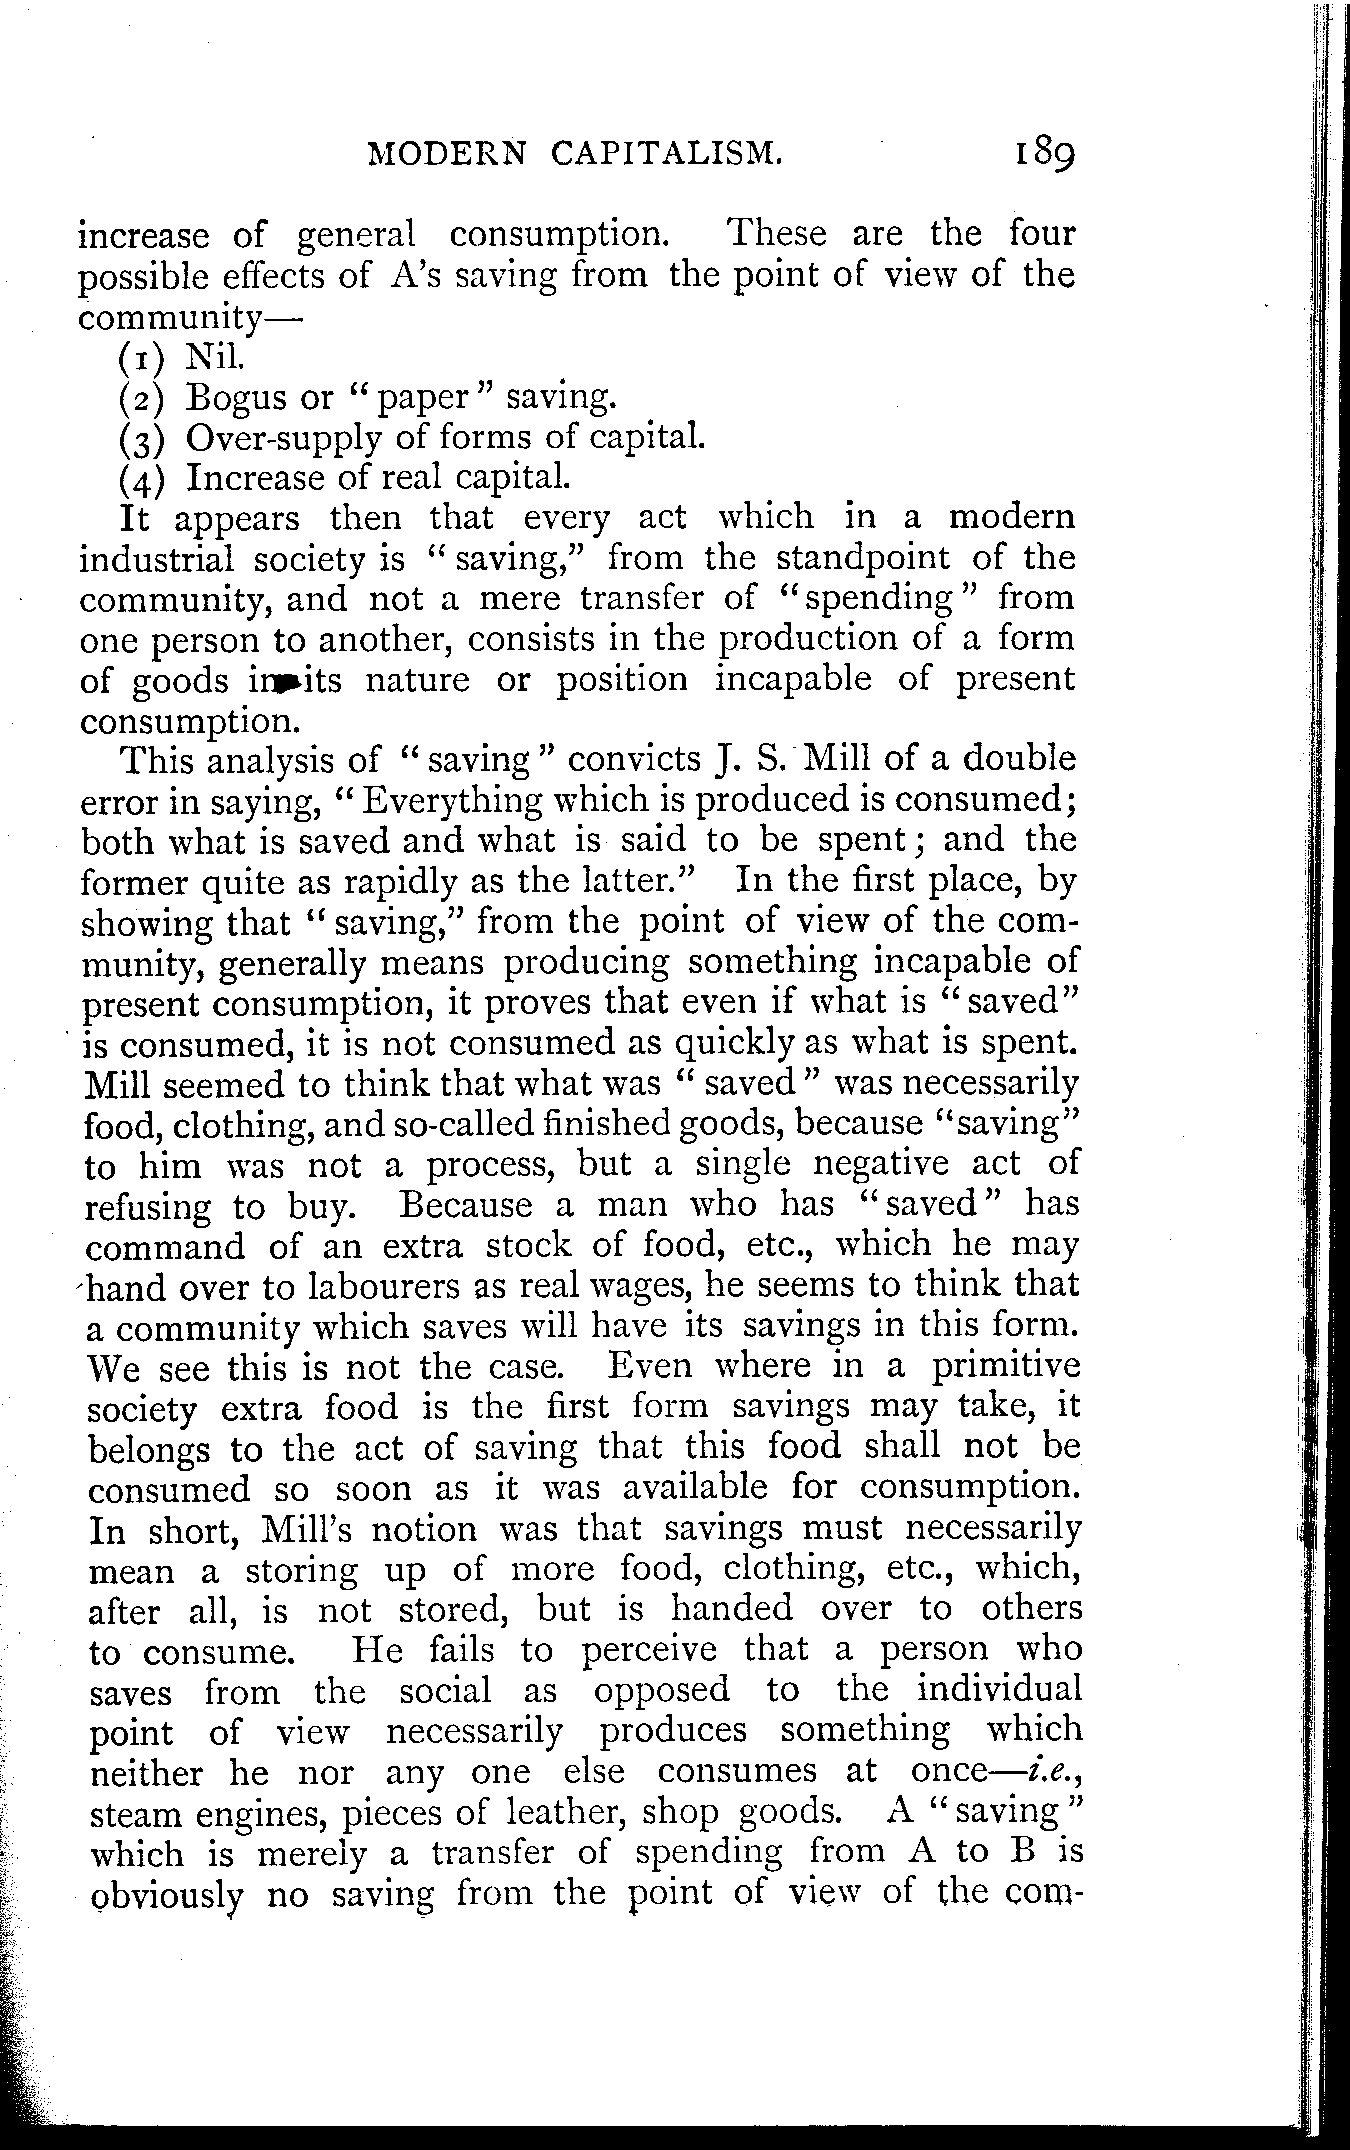 MODERN CAPITALISM. 189
increase of general consumption. These are the four
possible effects of A's saving from the point of view of the
community—
(1) Nil.
(2) Bogus or "paper" saving.
(3) Over-supply of forms of capital.
(4) Increase of real capital.
It appears then that every act which in a modern
industrial society is "saving," from the standpoint of the
community, and not a mere transfer of "spending" from
one person to another, consists in the production of a form
of goods in its nature or position incapable of present
consumption.
This analysis of "saving" convicts J. S. Mill of a double
error in saying, "Everything which is produced is consumed;
both what is saved and what is said to be spent; and the
former quite as rapidly as the latter." In the first place, by
showing that "saving," from the point of view of the com-
munity, generally means producing something incapable of
present consumption, it proves that even if what is "saved"
is consumed, it is not consumed as quickly as what is spent.
Mill seemed to think that what was "saved" was necessarily
food, clothing, and so-called finished goods, because "saving"
to him was not a process, but a single negative act of
refusing to buy. Because a man who has "saved" has
command of an extra stock of food, etc., which he may
hand over to labourers as real wages, he seems to think that
a community which saves will have its savings in this form.
We see this is not the case. Even where in a primitive
society extra food is the first form savings may take, it
belongs to the act of saving that this food shall not be
consumed so soon as it was available for consumption.
In short, Mill's notion was that savings must necessarily
mean a storing up of more food, clothing, etc., which,
after all, is not stored, but is handed over to others
to consume. He fails to perceive that a person who
saves from the social as opposed to the individual
point of view necessarily produces something which
neither he nor any one else consumes at once—i.e.,
steam engines, pieces of leather, shop goods. A "saving"
which is merely a transfer of spending from A to B is
obviously no saving from the point of view of the com-